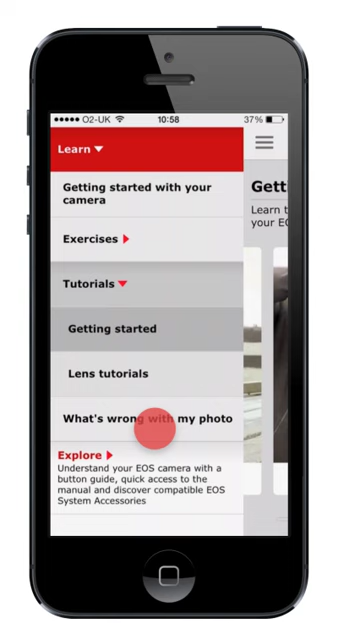 O2-UK 10:58 37%
Learn
Getting started with your
camera
Exercises
Tutorials
Getting started
Lens tutorials
What's wrong with my photo
Explore
Understand your EOS camera with a
button guide, quick access to the
manual and discover compatible EOS
System Accessories
Gett
Learn t
your EO